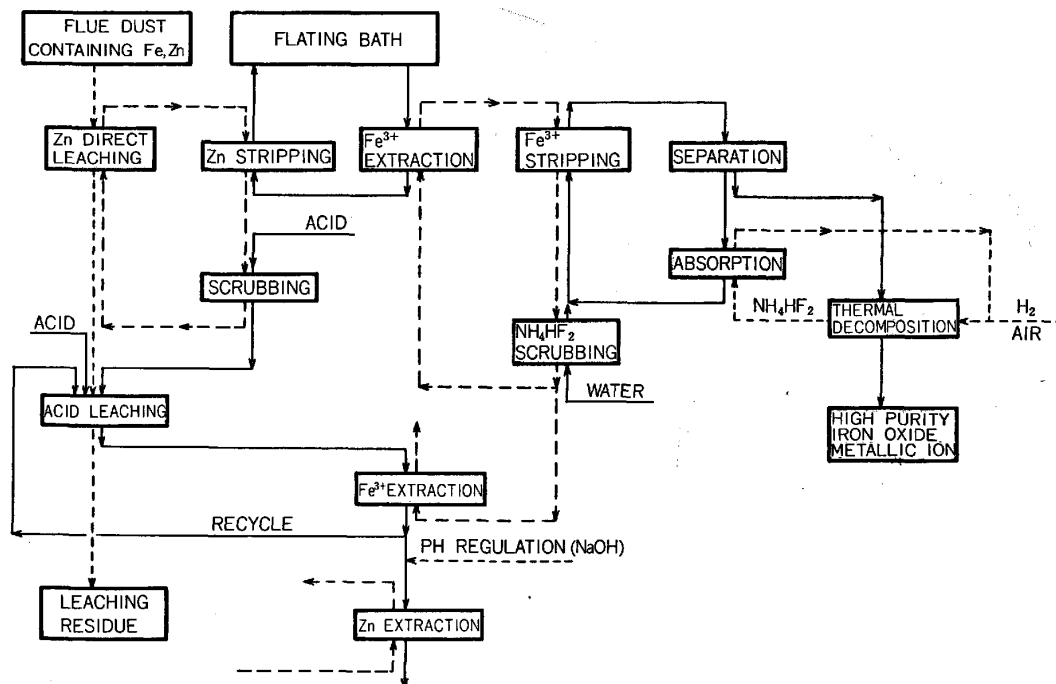 FLUE DUST
CONTAINING Fe,Zn
FLATING BATH
Zn DIRECT
LEACHING
Zn STRIPPING
Fe³⁺
EXTRACTION
Fe³⁺
STRIPPING
SEPARATION
ACID
SCRUBBING
ABSORPTION
NH₄HF₂
H₂
AIR
THERMAL
DECOMPOSITION
ACID
NH₄HF₂
SCRUBBING
WATER
ACID LEACHING
HIGH PURITY
IRON OXIDE
METALLIC ION
Fe³⁺EXTRACTION
RECYCLE
PH REGULATION (NaOH)
LEACHING
RESIDUE
Zn EXTRACTION